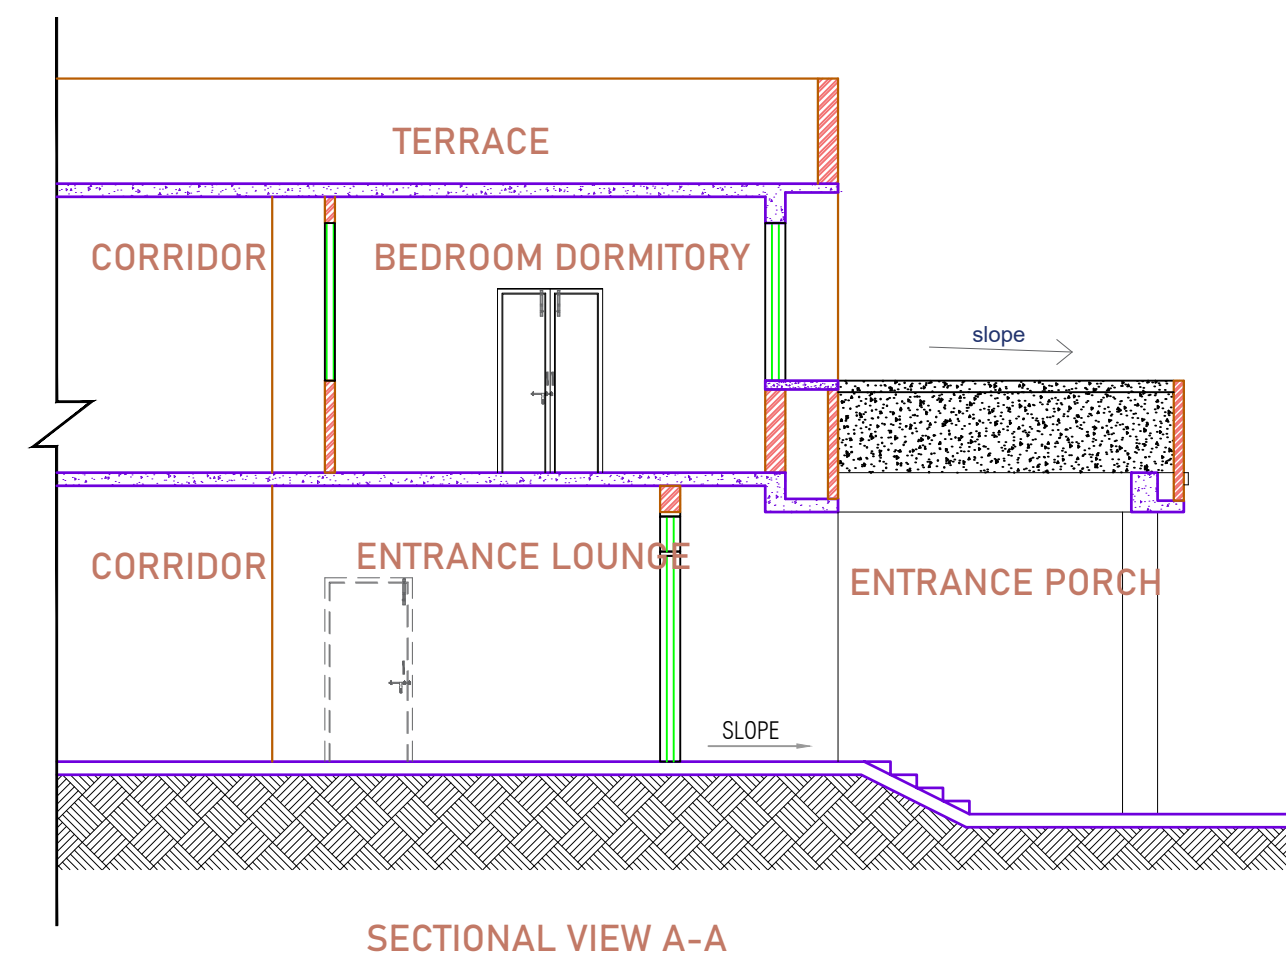 TERRACE
CORRIDOR
BEDROOM DORMITORY
slope
CORRIDOR
ENTRANCE LOUNGE
ENTRANCE PORCH
SLOPE
SECTIONAL VIEW A-A